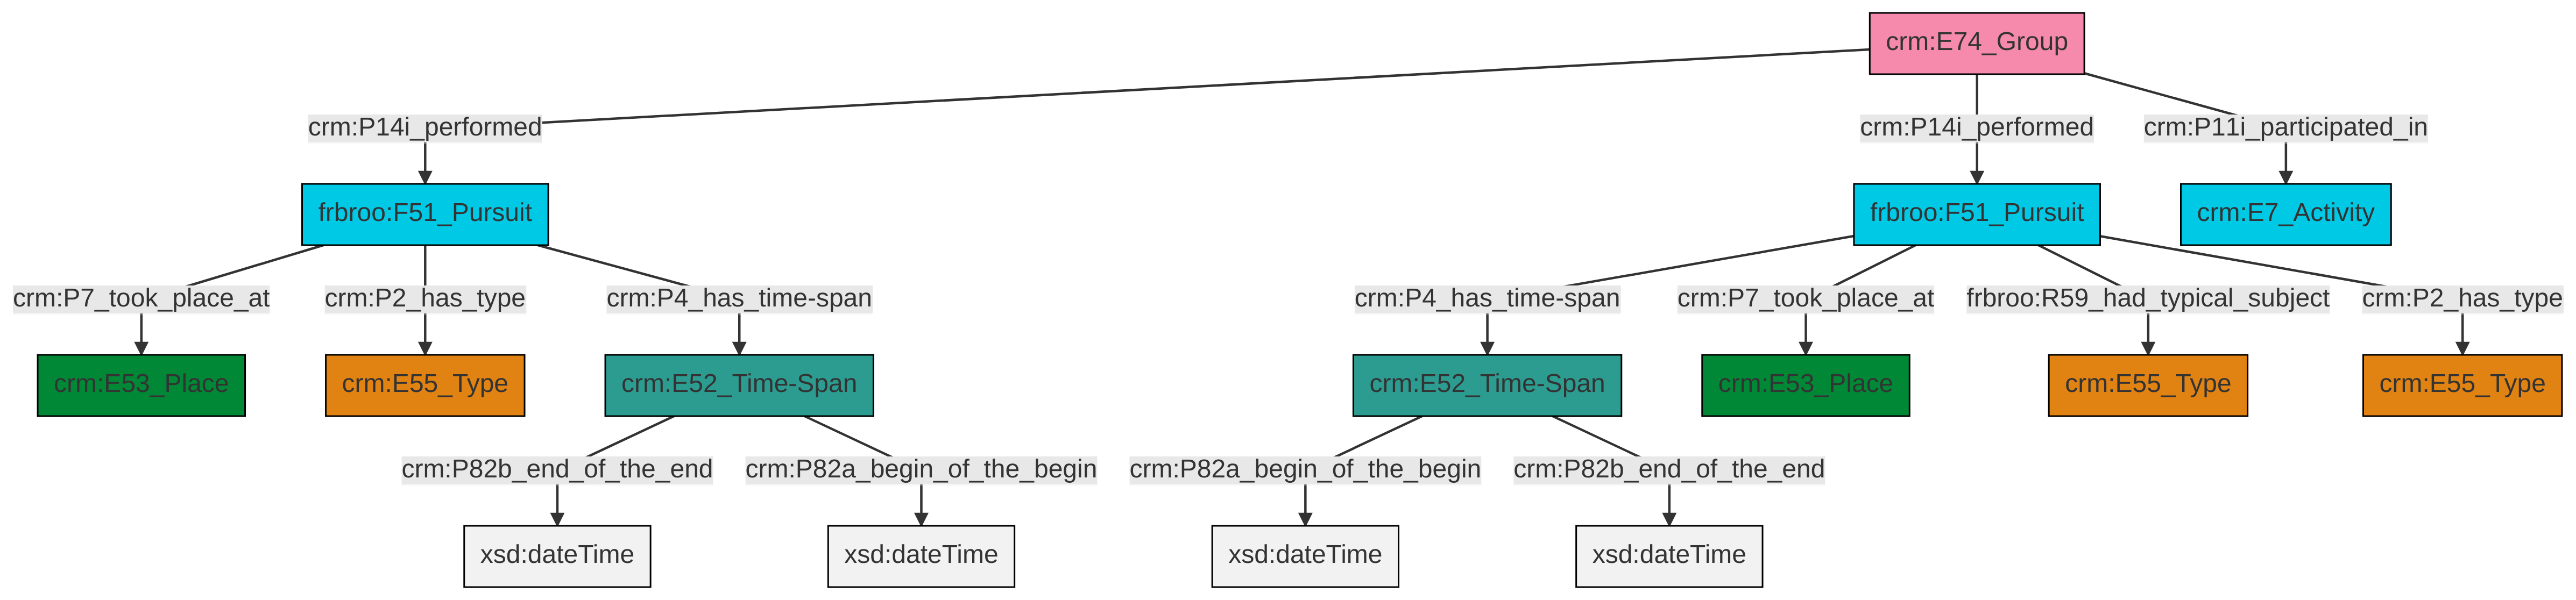 crm:E74_Group
crm:P14i_performed
crm:P14i_performed
crm:P11i_participated_in
frbroo:F51_Pursuit
frbroo:F51_Pursuit
crm:E7_Activity
crm:P7_took_place_at
crm:P2_has_type
crm:P4_has_time-span
crm:P4_has_time-span
crm:P7_took_place_at
frbroo:R59_had_typical_subject
crm:P2_has_type
crm:E53_Place
crm:E55_Type
crm:E52_Time-Span
crm:E52_Time-Span
crm:E53_Place
crm:E55_Type
crm:E55_Type
crm:P82b_end_of_the_end
crm:P82a_begin_of_the_begin
crm:P82a_begin_of_the_begin
crm:P82b_end_of_the_end
xsd:dateTime
xsd:dateTime
xsd:dateTime
xsd:dateTime